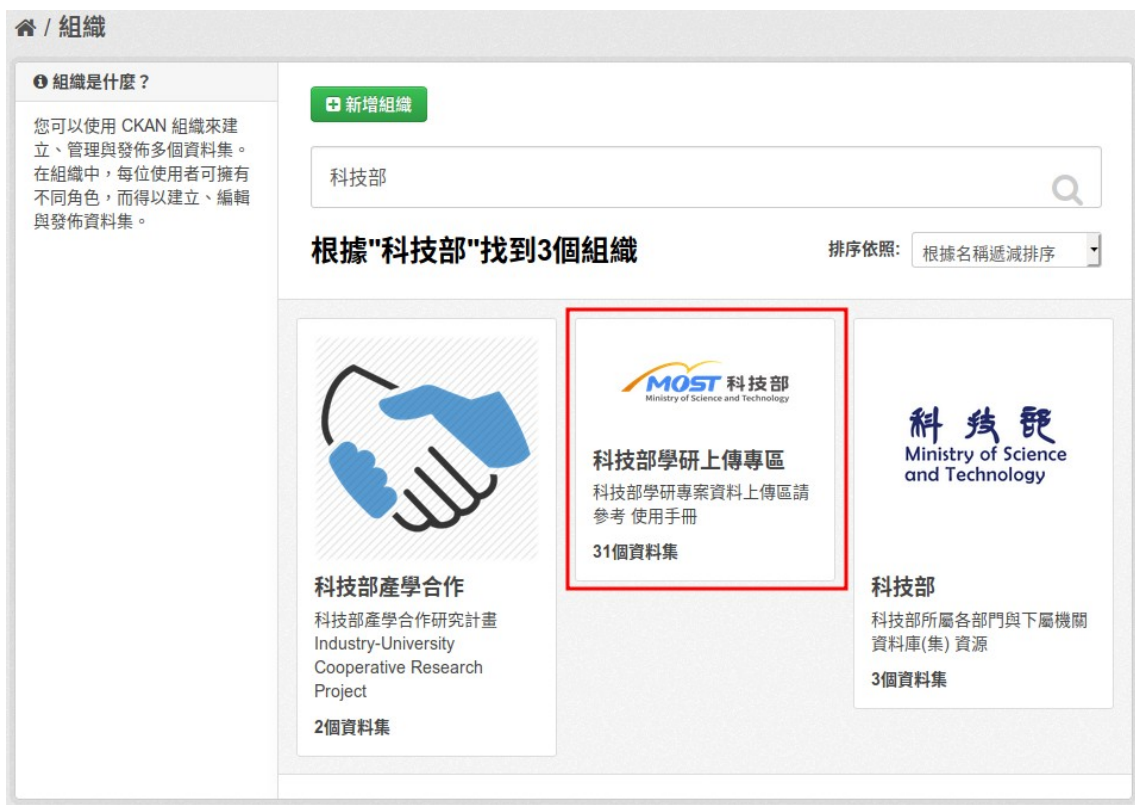 / 組織
組織是什麼？
您可以使用 CKAN 組織來建
立、管理與發佈多個資料集。
在組織中，每位使用者可擁有
不同角色，而得以建立、編輯
與發佈資料集。
新增組織
科技部
根據"科技部"找到3個組織
排序依照:
根據名稱遞減排序
科技部產學合作
科技部產學合作研究計畫
Industry-University
Cooperative Research
Project
2個資料集
MOST 科技部
Ministry of Science and Technology
科技部學研上傳專區
科技部學研專案資料上傳區請
參考 使用手冊
31個資料集
科技部
Ministry of Science
and Technology
科技部
科技部所屬各部門與下屬機關
資料庫(集) 資源
3個資料集